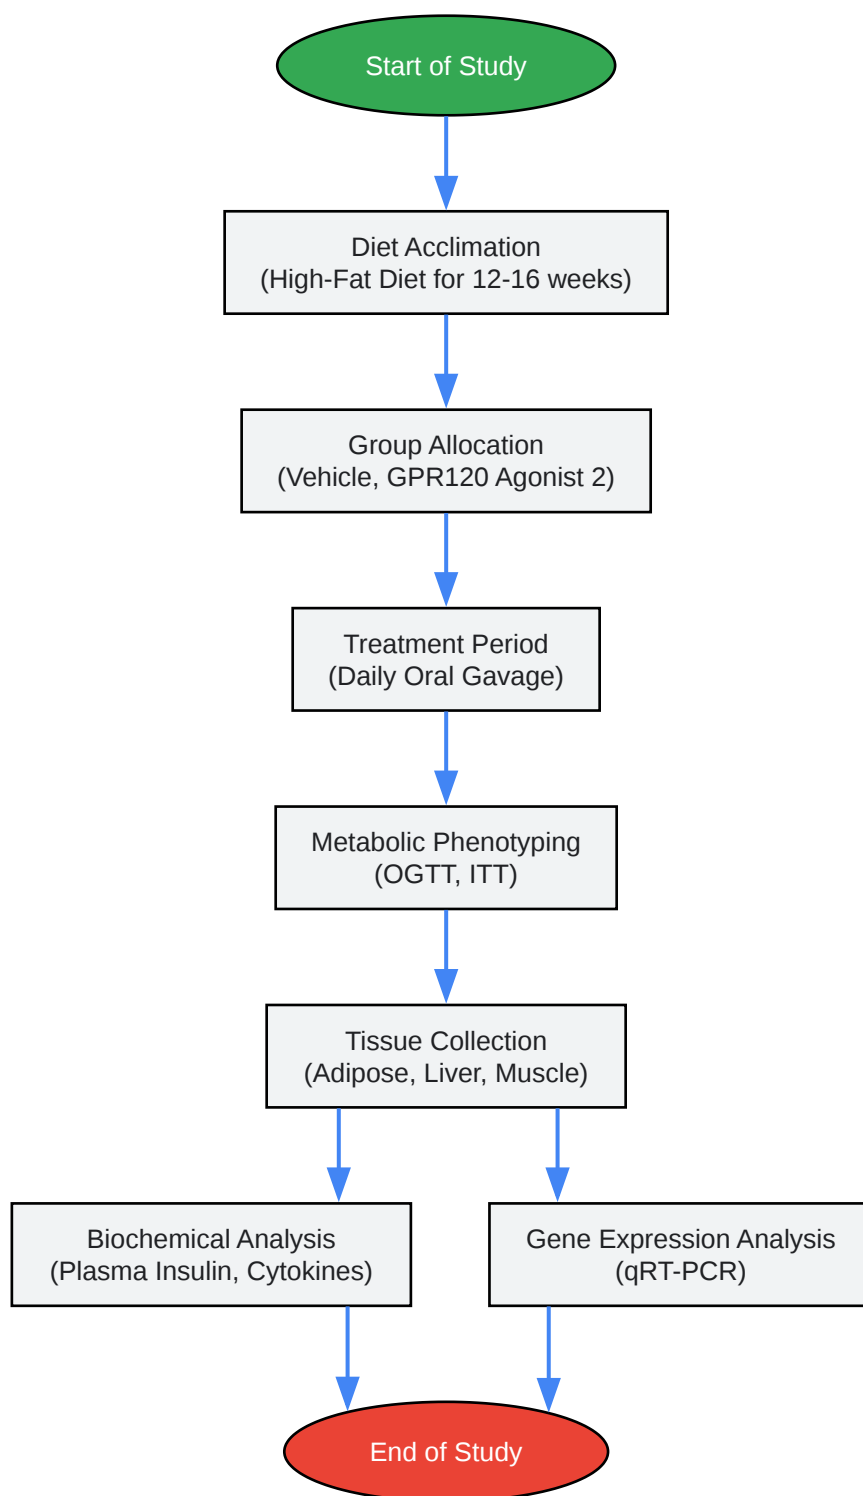 Start of Study
Diet Acclimation
(High-Fat Diet for 12-16 weeks)
Group Allocation
(Vehicle, GPR120 Agonist 2)
Treatment Period
(Daily Oral Gavage)
Metabolic Phenotyping
(OGTT, ITT)
Tissue Collection
(Adipose, Liver, Muscle)
Biochemical Analysis
(Plasma Insulin, Cytokines)
Gene Expression Analysis
(qRT-PCR)
End of Study